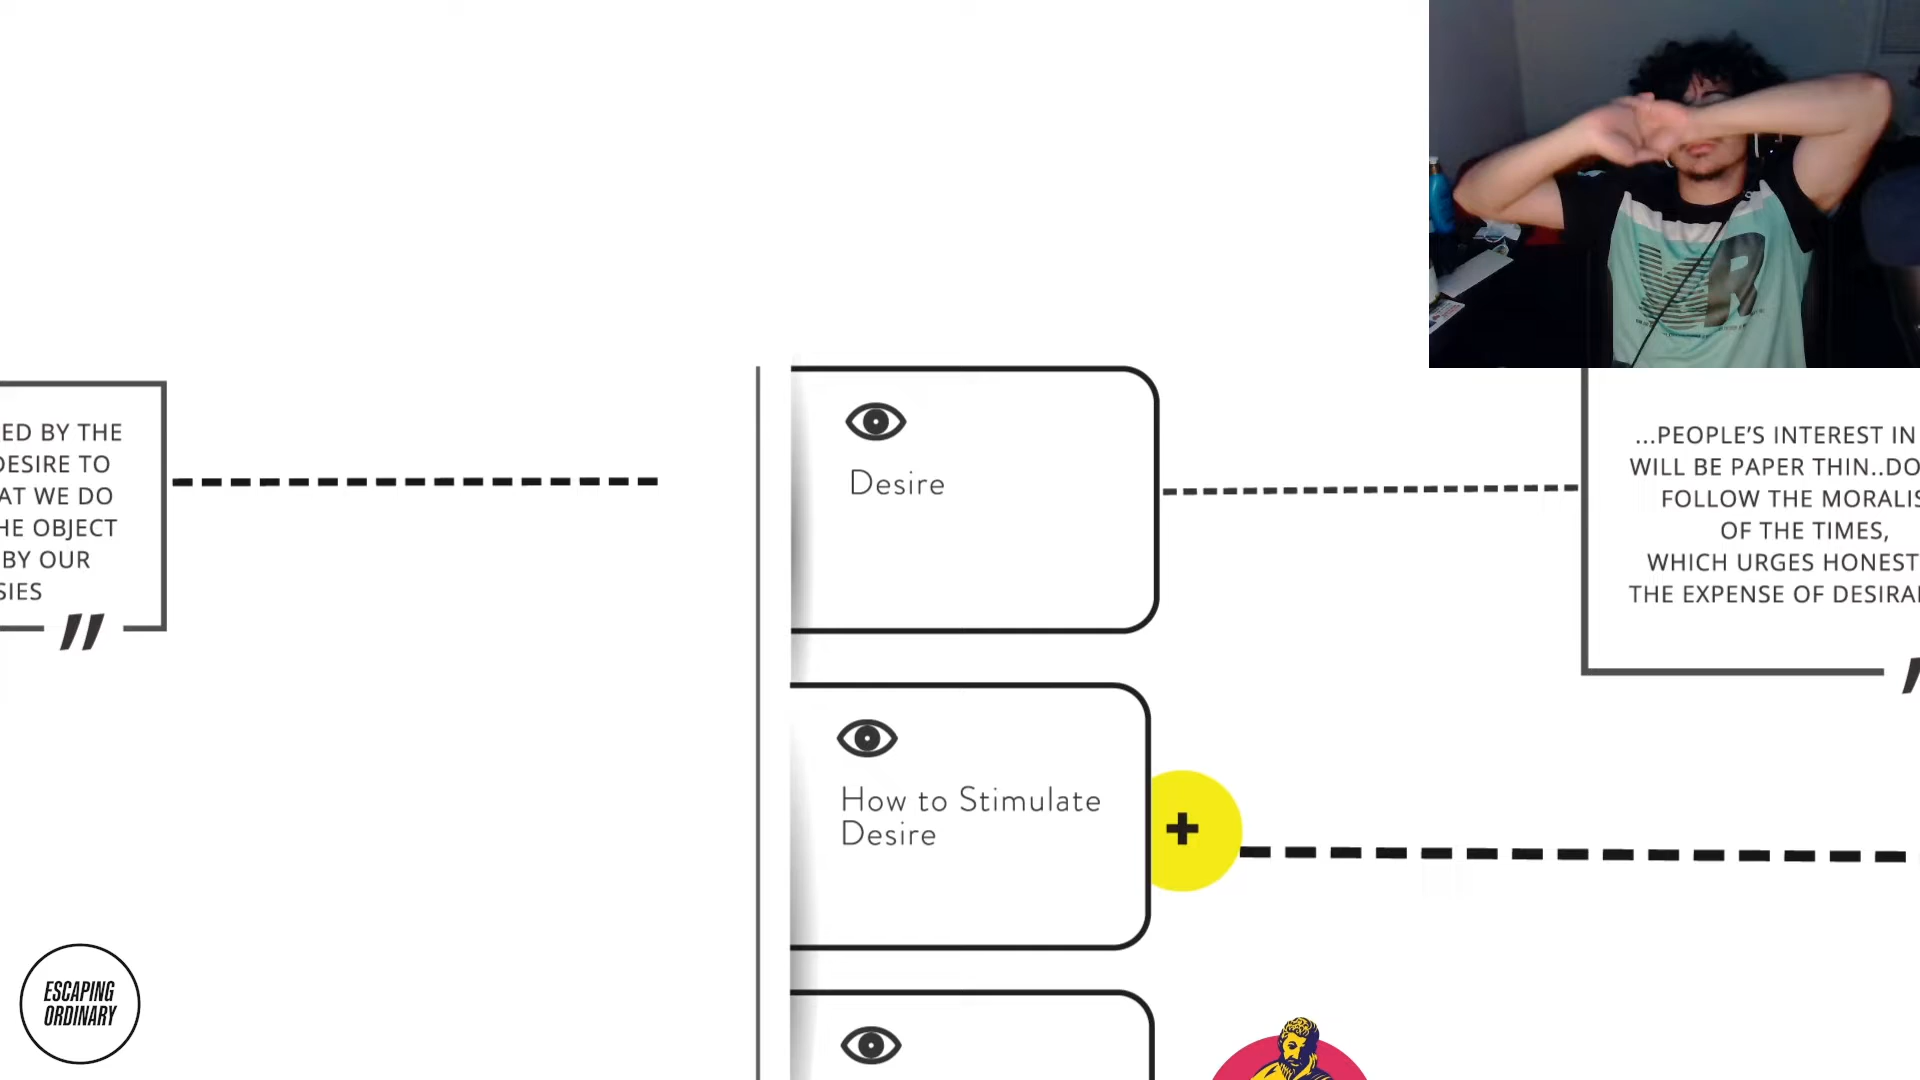 ED BY THE
DESIRE TO
AT WE DO
HE OBJECT
BY OUR
SIES
”
Desire
...PEOPLE’S INTEREST IN
WILL BE PAPER THIN..DO
FOLLOW THE MORALIS
OF THE TIMES,
WHICH URGES HONEST
THE EXPENSE OF DESIRA
”
How to Stimulate
Desire
+
ESCAPING
ORDINARY